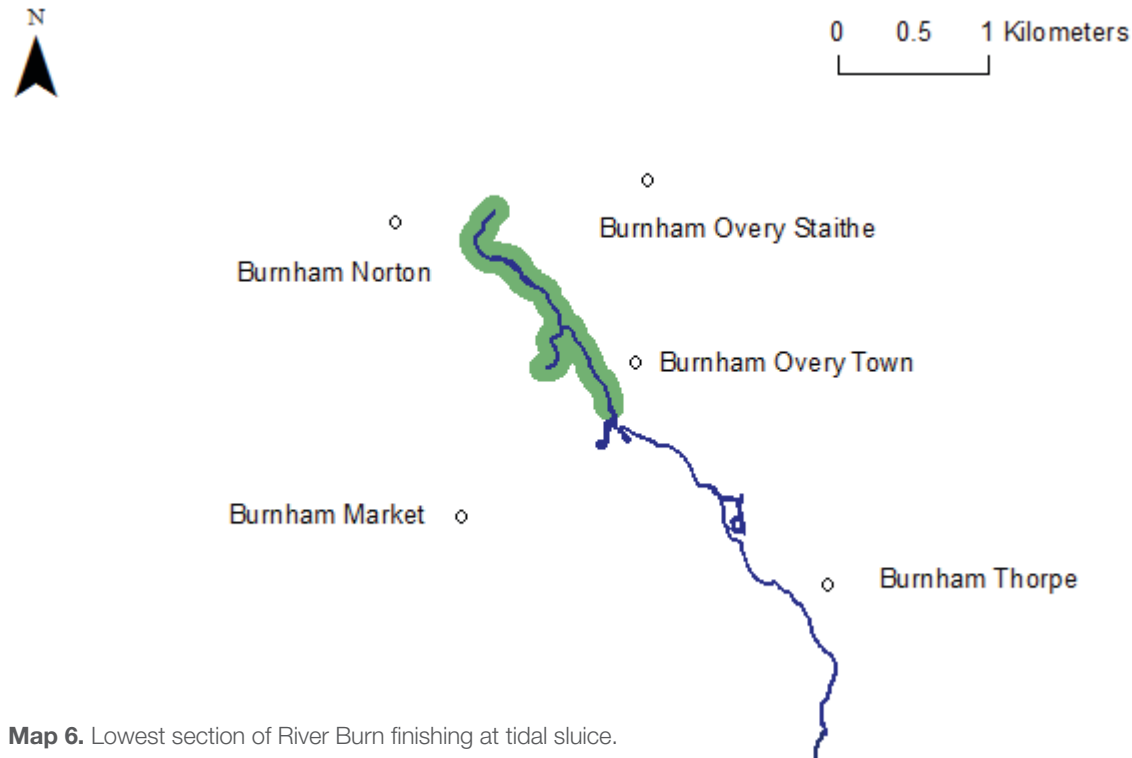 N
0 0.5 1 Kilometers
Burnham Overy Staithe
Burnham Norton
Burnham Overy Town
Burnham Market
Burnham Thorpe
Map 6. Lowest section of River Burn finishing at tidal sluice.